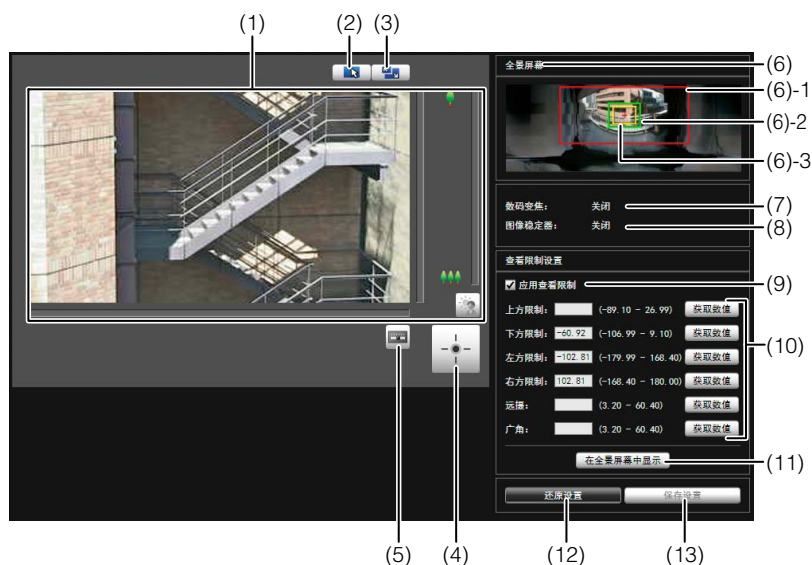 (1)
(2)
(3)
全景屏幕
(6)
(6)-1
(6)-2
(6)-3
数码变焦： 关闭
(7)
图像稳定器： 关闭
(8)
查看限制设置
应用查看限制
(9)
上方限制： (-89.10 - 26.99) 获取数值
下方限制： -60.92 (-106.99 - 9.10) 获取数值
左方限制： -102.81 (-179.99 - 168.40) 获取数值
右方限制： 102.81 (-168.40 - 180.00) 获取数值
远摄： (3.20 - 60.40) 获取数值
广角： (3.20 - 60.40) 获取数值
(10)
在全景屏幕中显示
(11)
还原设置
保存设置
(5)
(4)
(12)
(13)